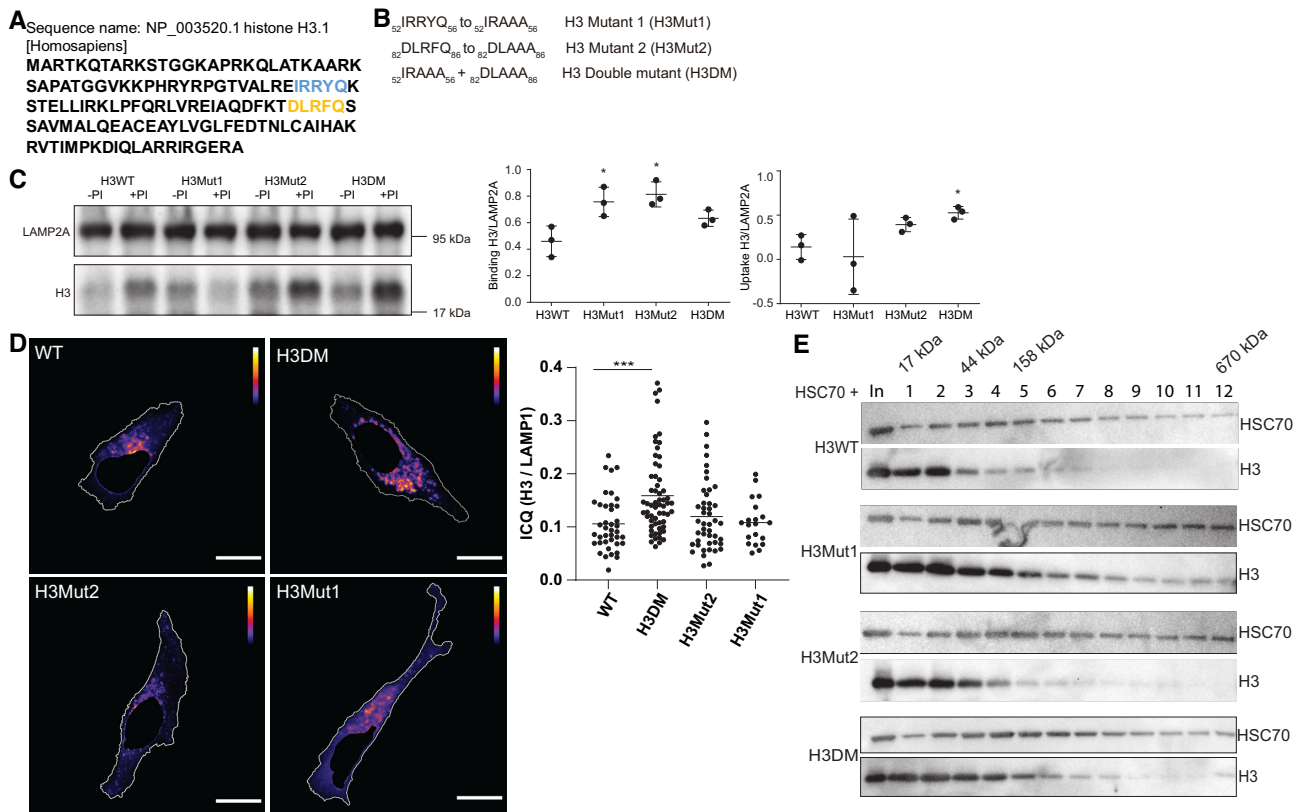 A
Sequence name: NP_003520.1 histone H3.1
[Homosapiens]
MARTKQTARKSTGGKAPRKQLATKAARK
SAPATGGVKKPHRYRPGTVALREIRRYQK
STELLIRKLPFQRLVREIAQDFKTDLRFQS
SAVMALQEACEAYLVGLFEDTNLCAIHAK
RVTIMPKDIQLARRIRGERA
B
52IRRYQ56 to 52IRAAA56 H3 Mutant 1 (H3Mut1)
82DLRFQ86 to 82DLAAA86 H3 Mutant 2 (H3Mut2)
52IRAAA56 + 82DLAAA86 H3 Double mutant (H3DM)
C
H3WT H3Mut1 H3Mut2 H3DM
-PI +PI -PI +PI -PI +PI -PI +PI
LAMP2A
95 kDa
H3
17 kDa
Binding H3/LAMP2A
1.0
0.8
0.6
0.4
0.2
0.0
* *
H3WT H3Mut1 H3Mut2 H3DM
Uptake H3/LAMP2A
1.0
0.5
0.0
-0.5
*
H3WT H3Mut1 H3Mut2 H3DM
D
WT
H3DM
H3Mut2
H3Mut1
ICQ (H3 / LAMP1)
0.4
0.3
0.2
0.1
0.0
***
WT H3DM H3Mut2 H3Mut1
E
17 kDa 44 kDa 158 kDa 670 kDa
HSC70 + In 1 2 3 4 5 6 7 8 9 10 11 12
H3WT
HSC70
H3
H3Mut1
HSC70
H3
H3Mut2
HSC70
H3
H3DM
HSC70
H3